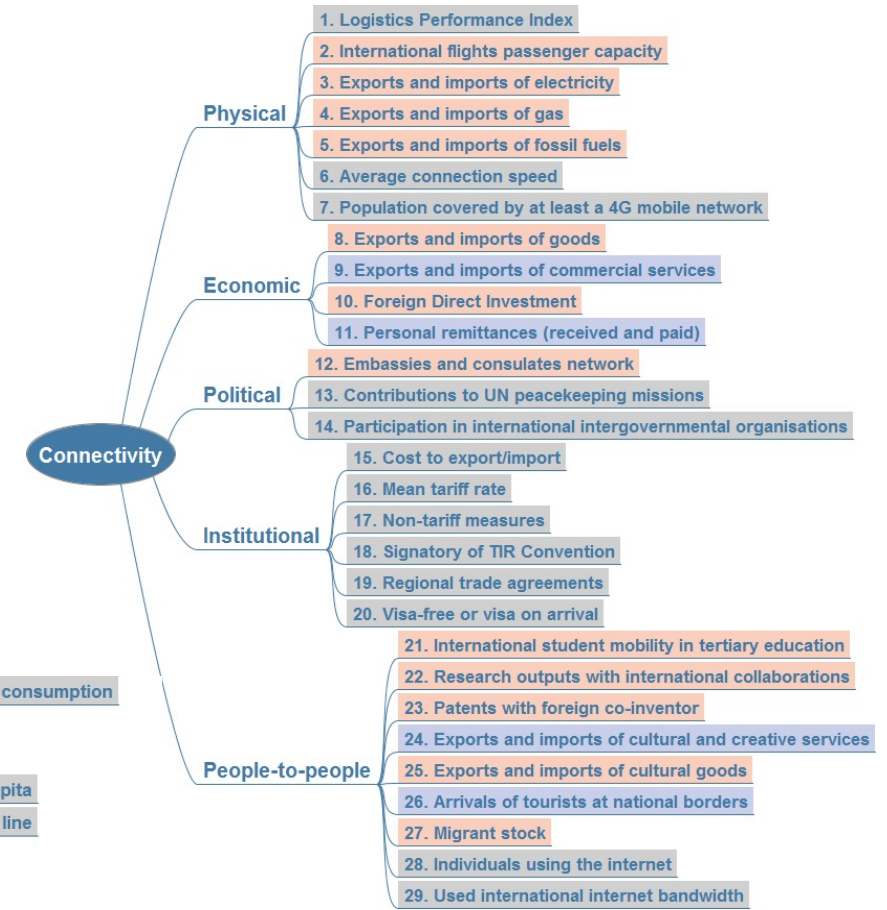 Connectivity
Physical
1. Logistics Performance Index
2. International flights passenger capacity
3. Exports and imports of electricity
4. Exports and imports of gas
5. Exports and imports of fossil fuels
6. Average connection speed
7. Population covered by at least a 4G mobile network
Economic
8. Exports and imports of goods
9. Exports and imports of commercial services
10. Foreign Direct Investment
11. Personal remittances (received and paid)
Political
12. Embassies and consulates network
13. Contributions to UN peacekeeping missions
14. Participation in international intergovernmental organisations
Institutional
15. Cost to export/import
16. Mean tariff rate
17. Non-tariff measures
18. Signatory of TIR Convention
19. Regional trade agreements
20. Visa-free or visa on arrival
People-to-people
21. International student mobility in tertiary education
22. Research outputs with international collaborations
23. Patents with foreign co-inventor
24. Exports and imports of cultural and creative services
25. Exports and imports of cultural goods
26. Arrivals of tourists at national borders
27. Migrant stock
28. Individuals using the internet
29. Used international internet bandwidth
consumption
pita
line